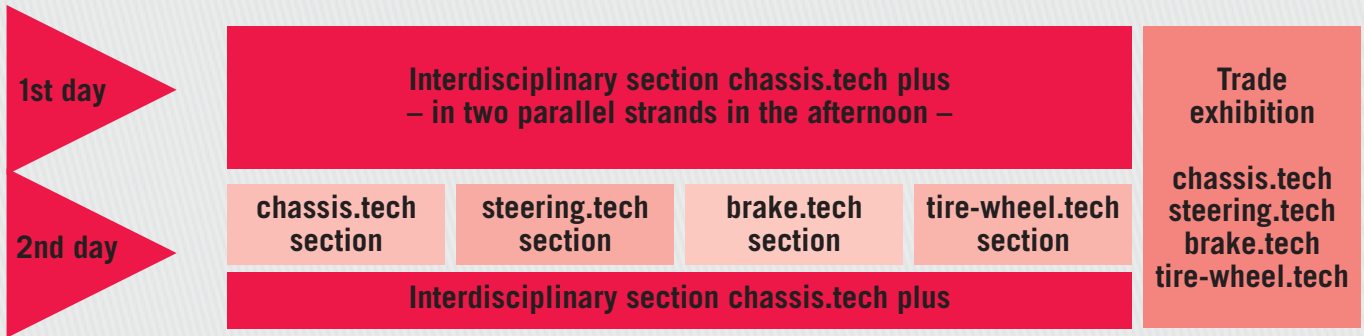 1st day
Interdisciplinary section chassis.tech plus
– in two parallel strands in the afternoon –
2nd day
chassis.tech
section
steering.tech
section
brake.tech
section
tire-wheel.tech
section
Interdisciplinary section chassis.tech plus
Trade
exhibition
chassis.tech
steering.tech
brake.tech
tire-wheel.tech